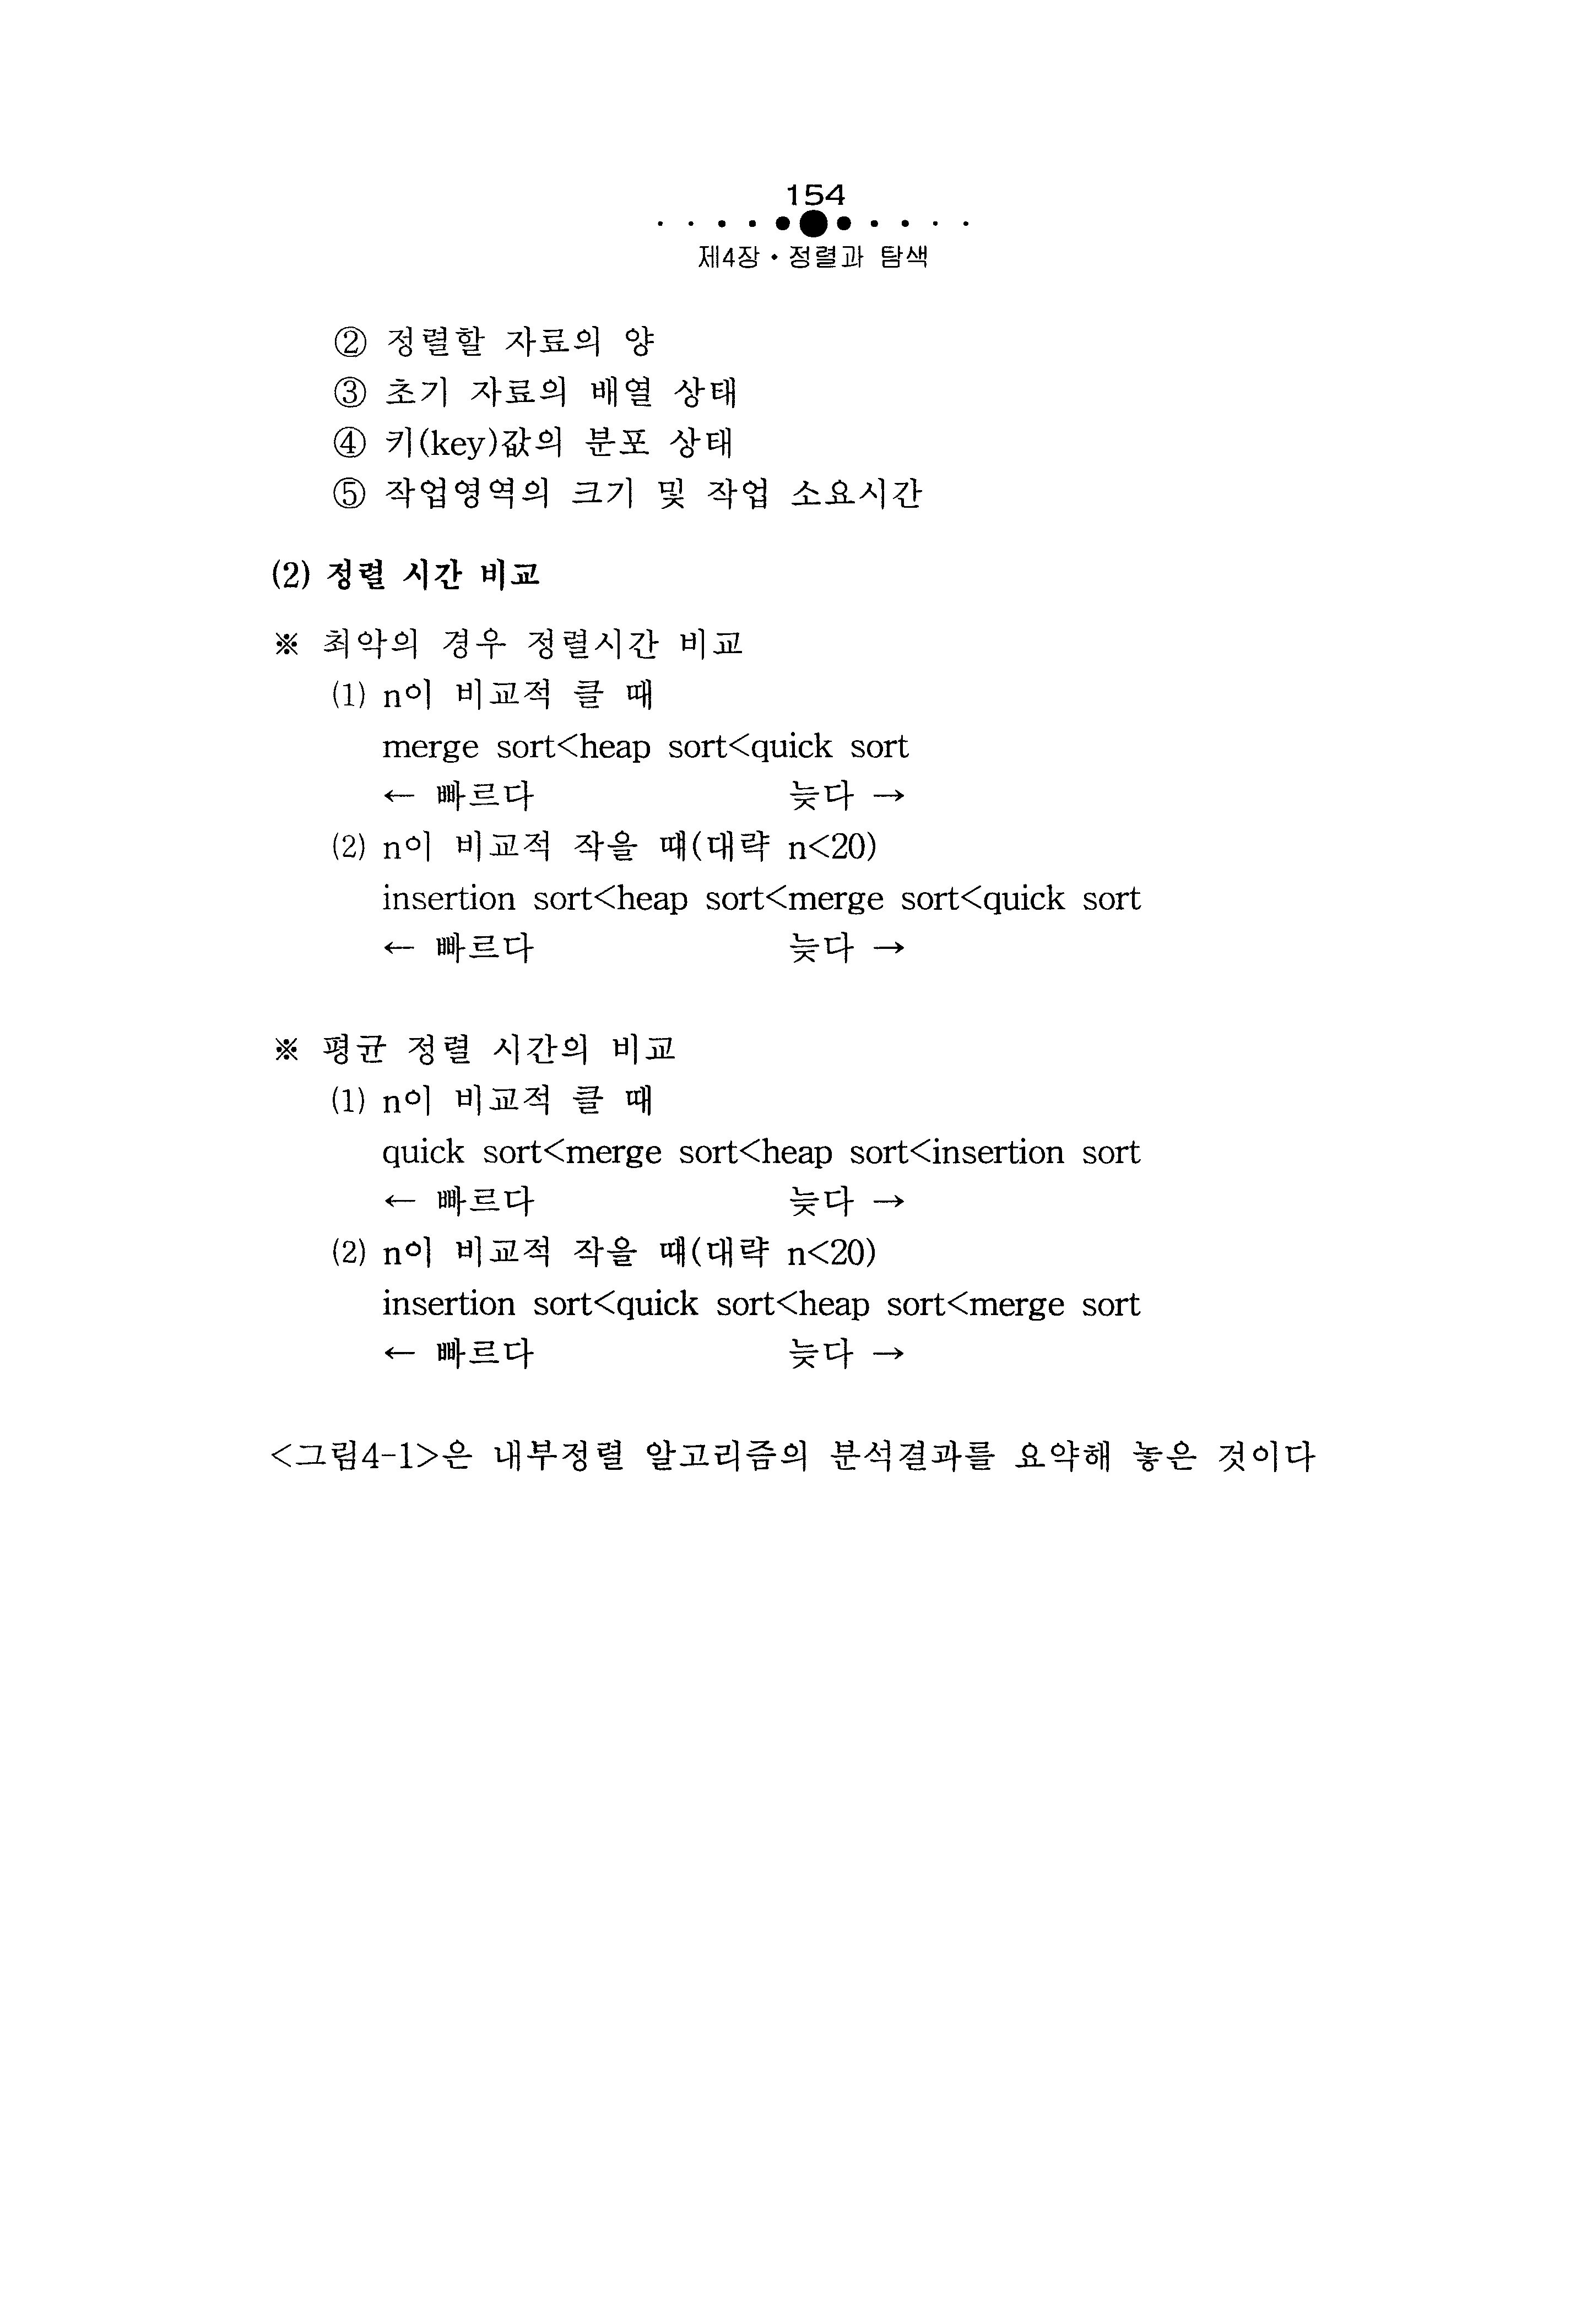 154
제4장・정렬과 탐색
② 정렬할 자료의 양
③ 초기 자료의 배열 상태
④ 키(key)값의 분포 상태
⑤ 작업영역의 크기 및 작업 소요시간
(2) 정렬 시간 비교
※ 최악의 경우 정렬시간 비교
(1) n이 비교적 클 때
merge sort<heap sort<quick sort
← 빠르다 늦다 →
(2) n이 비교적 작을 때(대략 n<20)
insertion sort<heap sort<merge sort<quick sort
← 빠르다 늦다 →
※ 평균 정렬 시간의 비교
(1) n이 비교적 클 때
quick sort<merge sort<heap sort<insertion sort
← 빠르다 늦다 →
(2) n이 비교적 작을 때(대략 n<20)
insertion sort<quick sort<heap sort<merge sort
← 빠르다 늦다 →
<그림4-1>은 내부정렬 알고리즘의 분석결과를 요약해 놓은 것이다